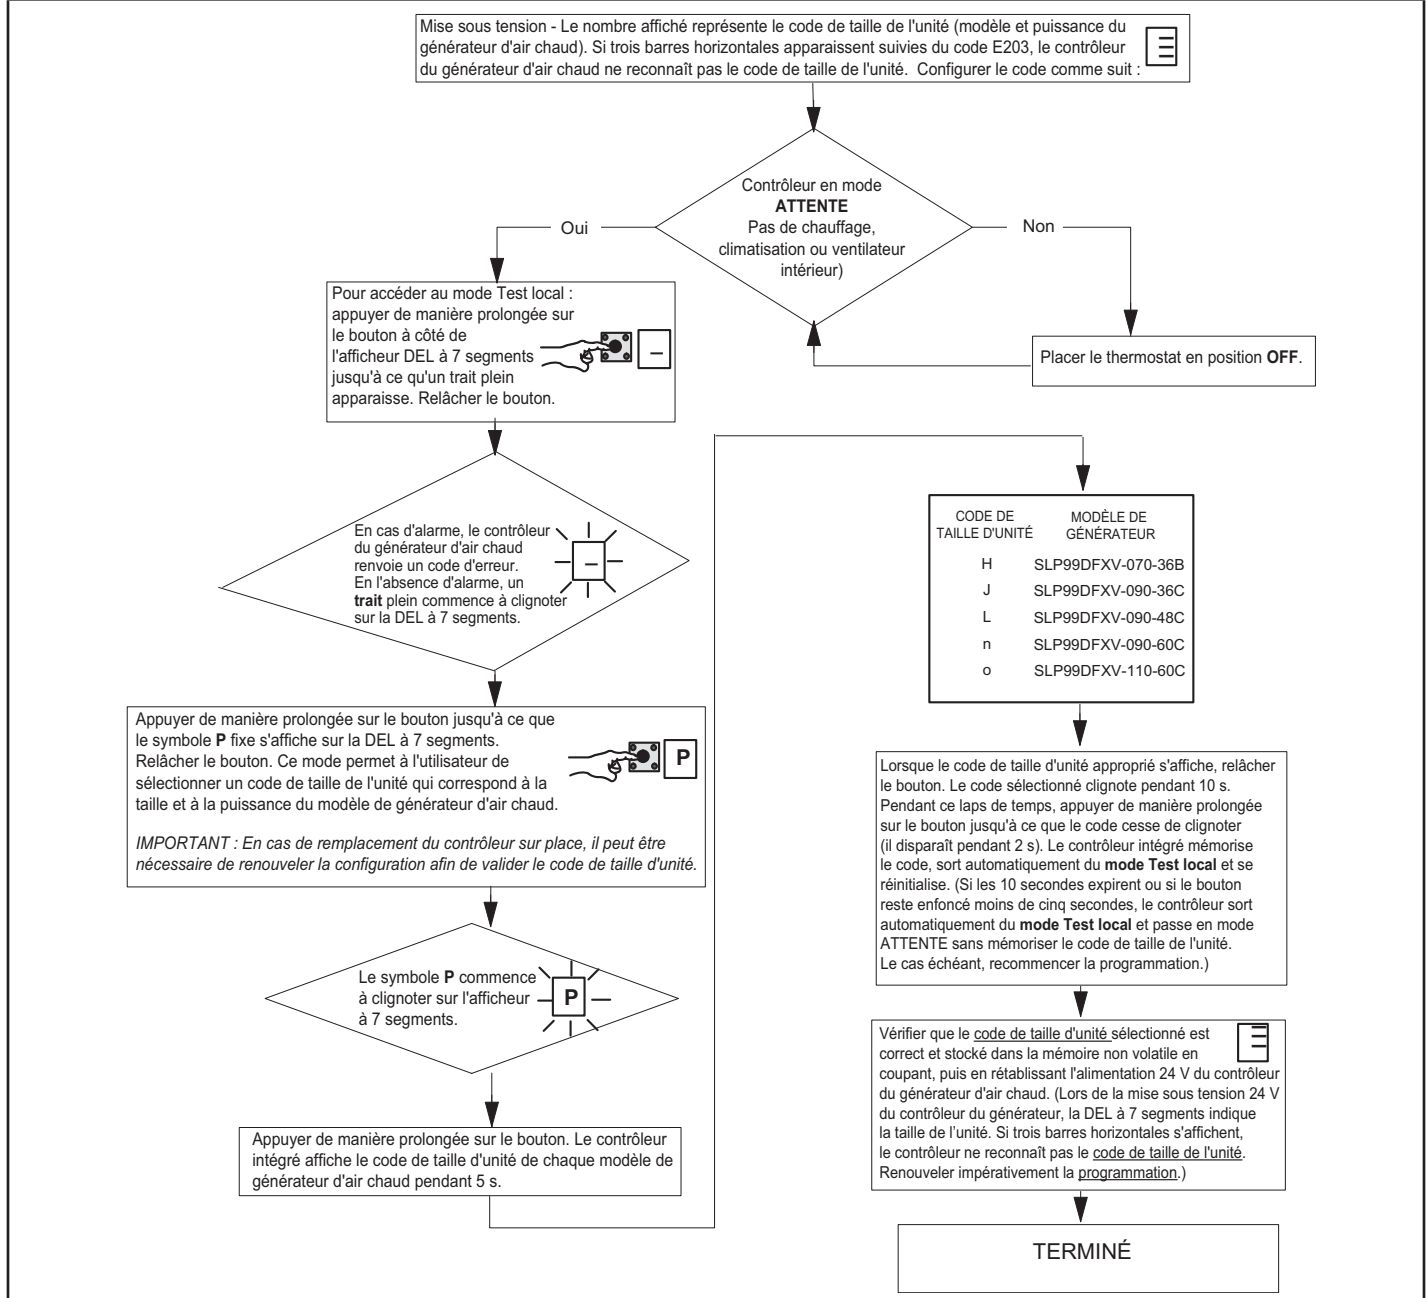 Mise sous tension - Le nombre affiché représente le code de taille de l'unité (modèle et puissance du
générateur d'air chaud). Si trois barres horizontales apparaissent suivies du code E203, le contrôleur
du générateur d'air chaud ne reconnaît pas le code de taille de l'unité. Configurer le code comme suit :
Contrôleur en mode
ATTENTE
Pas de chauffage,
climatisation ou ventilateur
intérieur)
Oui
Non
Placer le thermostat en position OFF.
Pour accéder au mode Test local :
appuyer de manière prolongée sur
le bouton à côté de
l'afficheur DEL à 7 segments
jusqu'à ce qu'un trait plein
apparaisse. Relâcher le bouton.
En cas d'alarme, le contrôleur
du générateur d'air chaud
renvoie un code d'erreur.
En l'absence d'alarme, un
trait plein commence à clignoter
sur la DEL à 7 segments.
Appuyer de manière prolongée sur le bouton jusqu'à ce que
le symbole P fixe s'affiche sur la DEL à 7 segments.
Relâcher le bouton. Ce mode permet à l'utilisateur de
sélectionner un code de taille de l'unité qui correspond à la
taille et à la puissance du modèle de générateur d'air chaud.
P
IMPORTANT : En cas de remplacement du contrôleur sur place, il peut être
nécessaire de renouveler la configuration afin de valider le code de taille d'unité.
Le symbole P commence
à clignoter sur l'afficheur
à 7 segments.
P
Appuyer de manière prolongée sur le bouton. Le contrôleur
intégré affiche le code de taille d'unité de chaque modèle de
générateur d'air chaud pendant 5 s.
CODE DE TAILLE D'UNITÉ MODÈLE DE GÉNÉRATEUR
H SLP99DFXV-070-36B
J SLP99DFXV-090-36C
L SLP99DFXV-090-48C
n SLP99DFXV-090-60C
o SLP99DFXV-110-60C
Lorsque le code de taille d'unité approprié s'affiche, relâcher
le bouton. Le code sélectionné clignote pendant 10 s.
Pendant ce laps de temps, appuyer de manière prolongée
sur le bouton jusqu'à ce que le code cesse de clignoter
(il disparaît pendant 2 s). Le contrôleur intégré mémorise
le code, sort automatiquement du mode Test local et se
réinitialise. (Si les 10 secondes expirent ou si le bouton
reste enfoncé moins de cinq secondes, le contrôleur sort
automatiquement du mode Test local et passe en mode
ATTENTE sans mémoriser le code de taille de l'unité.
Le cas échéant, recommencer la programmation.)
Vérifier que le code de taille d'unité sélectionné est
correct et stocké dans la mémoire non volatile en
coupant, puis en rétablissant l'alimentation 24 V du contrôleur
du générateur d'air chaud. (Lors de la mise sous tension 24 V
du contrôleur du générateur, la DEL à 7 segments indique
la taille de l'unité. Si trois barres horizontales s'affichent,
le contrôleur ne reconnaît pas le code de taille de l'unité.
Renouveler impérativement la programmation.)
TERMINÉ